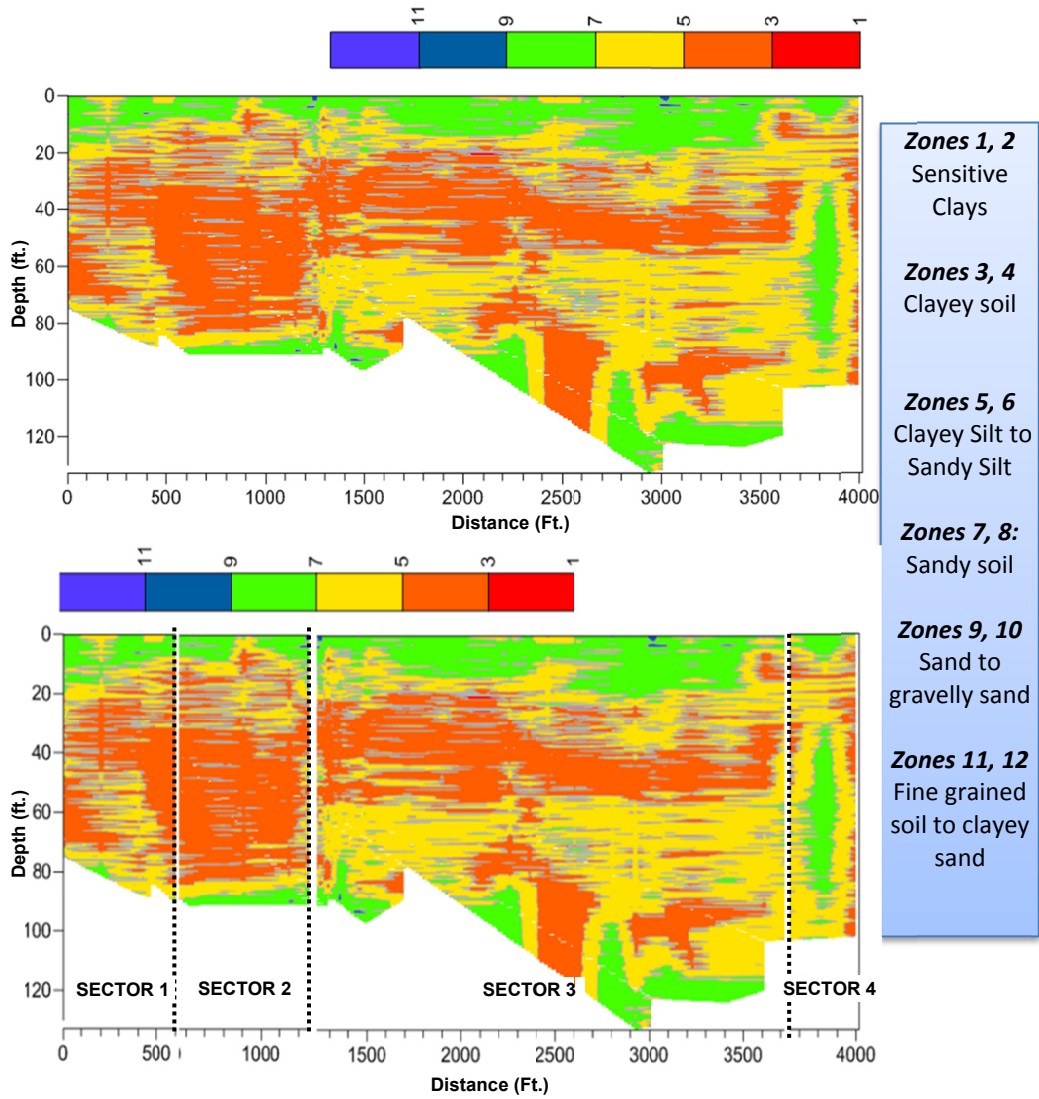 11
9
7
5
3
1
0
20
40
60
80
100
120
Depth (ft.)
0
500
1000
1500
2000
2500
3000
3500
4000
Distance (Ft.)
Zones 1, 2
Sensitive
Clays
Zones 3, 4
Clayey soil
Zones 5, 6
Clayey Silt to
Sandy Silt
Zones 7, 8:
Sandy soil
Zones 9, 10
Sand to
gravelly sand
Zones 11, 12
Fine grained
soil to clayey
sand
11
9
7
5
3
1
0
20
40
60
80
100
120
Depth (ft.)
SECTOR 1
SECTOR 2
SECTOR 3
SECTOR 4
0
500
1000
1500
2000
2500
3000
3500
4000
Distance (Ft.)